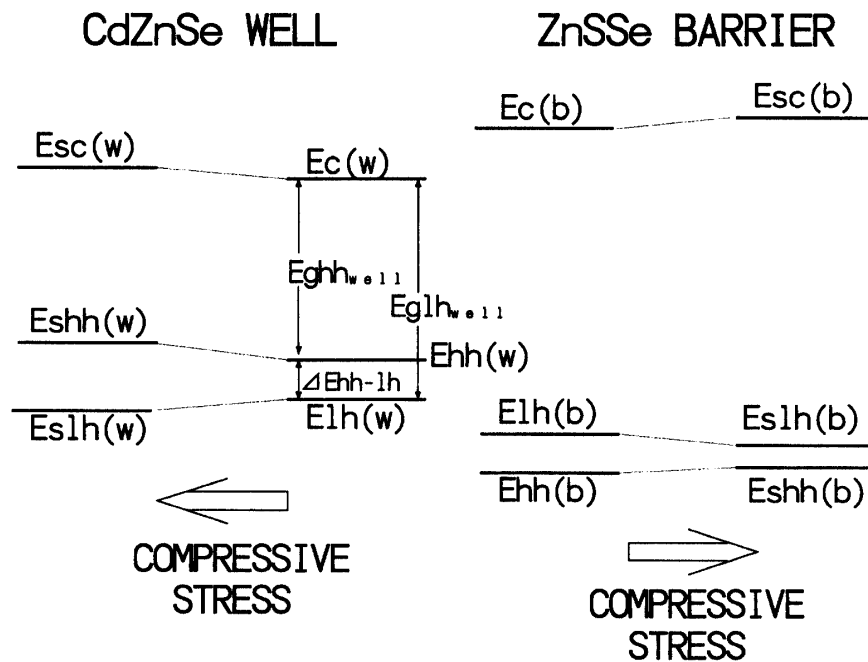 CdZnSe WELL
ZnSSe BARRIER
Ec(b)
Esc(b)
Esc(w)
Ec(w)
Eghhwell
Eglhwell
Eshh(w)
Ehh(w)
⊿Ehh-lh
Eslh(w)
Elh(w)
Elh(b)
Eslh(b)
Ehh(b)
Eshh(b)
COMPRESSIVE
STRESS
COMPRESSIVE
STRESS